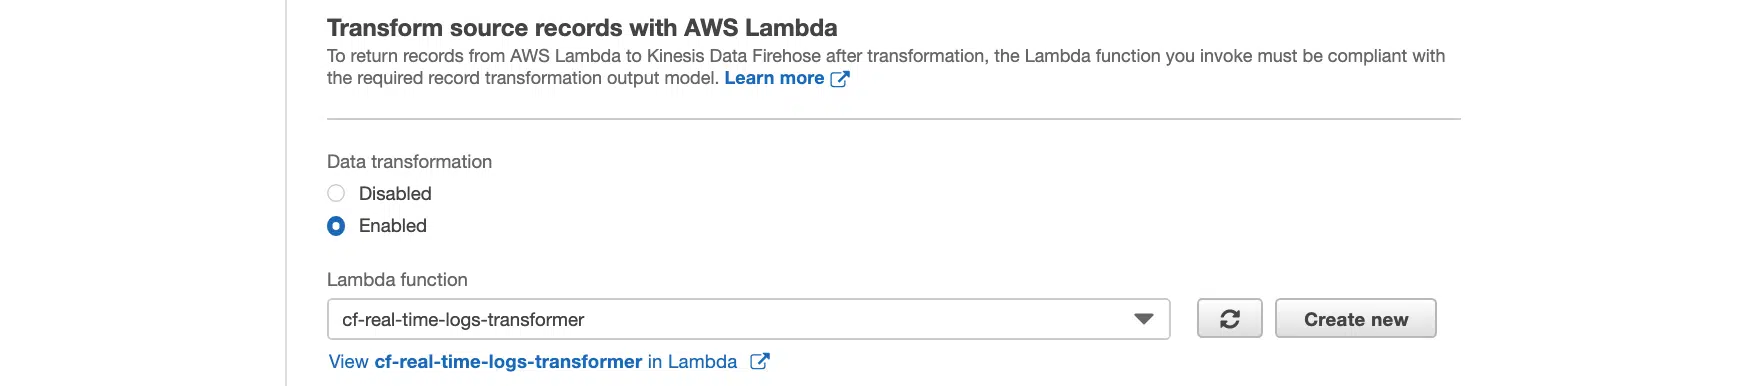 Transform source records with AWS Lambda
To return records from AWS Lambda to Kinesis Data Firehose after transformation, the Lambda function you invoke must be compliant with
the required record transformation output model. Learn more
Data transformation
Disabled
Enabled
Lambda function
cf-real-time-logs-transformer
Create new
View cf-real-time-logs-transformer in Lambda